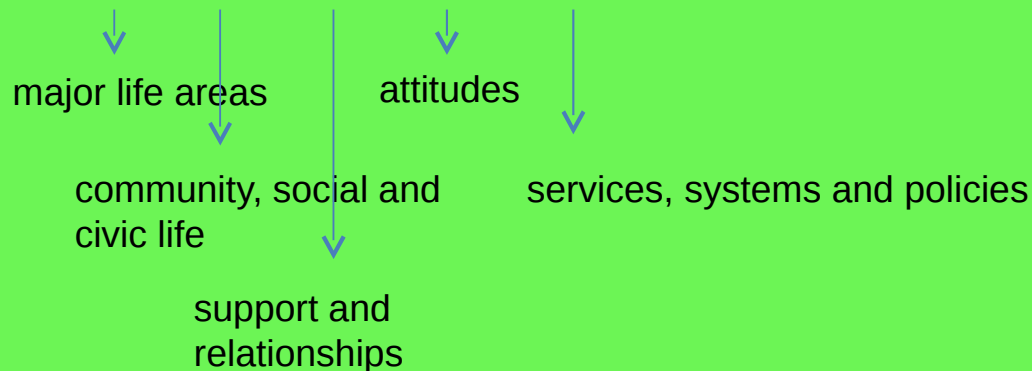 major life areas
attitudes
community, social and
civic life
services, systems and policies
support and
relationships